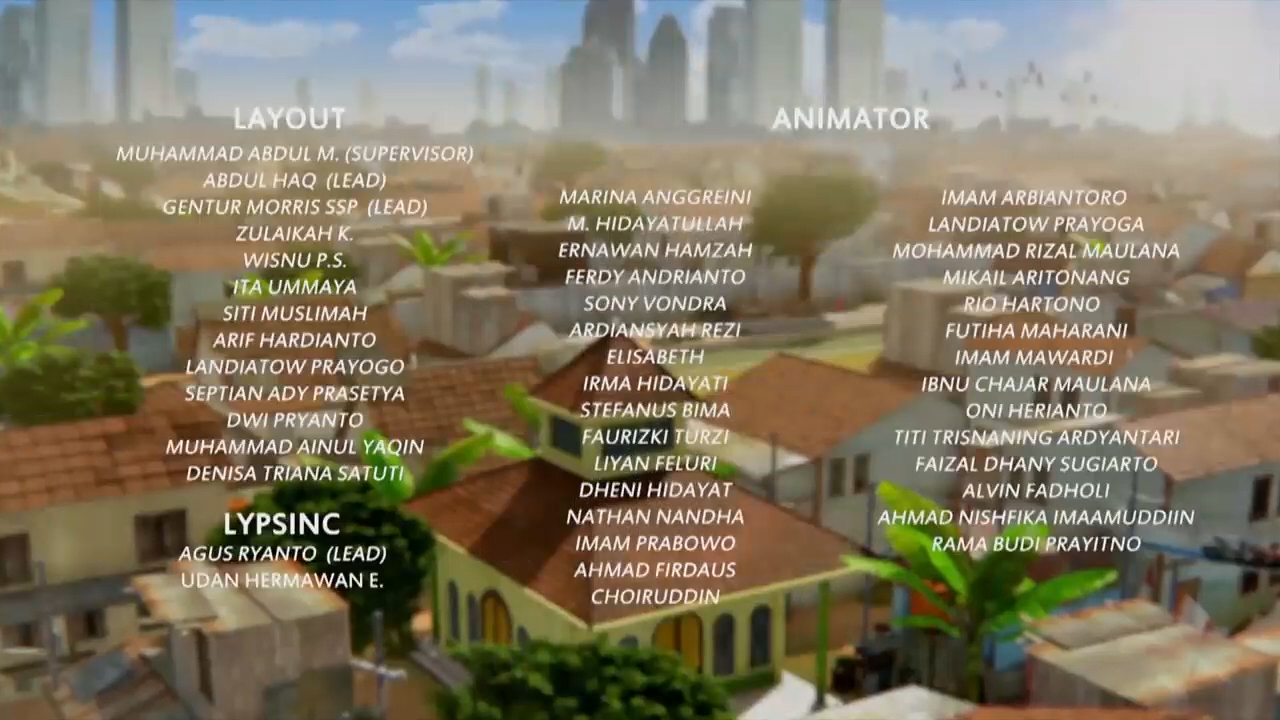 LAYOUT
MUHAMMAD ABDUL M. (SUPERVISOR)
ABDUL HAQ (LEAD)
GENTUR MORRIS SSP (LEAD)
ZULAIKAH K.
WISNU P.S.
ITA UMMAYA
SITI MUSLIMAH
ARIF HARDIANTO
LANDIATOW PRAYOGO
SEPTIAN ADY PRASETYA
DWI PRYANTO
MUHAMMAD AINUL YAQIN
DENISA TRIANA SATUTI
LYPSINC
AGUS RYANTO (LEAD)
UDAN HERMAWAN E.
ANIMATOR
MARINA ANGGREINI
M. HIDAYATULLAH
ERNAWAN HAMZAH
FERDY ANDRIANTO
SONY VONDRA
ARDIANSYAH REZI
ELISABETH
IRMA HIDAYATI
STEFANUS BIMA
FAURIZKI TURZI
LIYAN FELURI
DHENI HIDAYAT
NATHAN NANDHA
IMAM PRABOWO
AHMAD FIRDAUS
CHOIRUDDIN
IMAM ARBIANTORO
LANDIATOW PRAYOGA
MOHAMMAD RIZAL MAULANA
MIKAIL ARITONANG
RIO HARTONO
FUTIHA MAHARANI
IMAM MAWARDI
IBNU CHAJAR MAULANA
ONI HERIANTO
TITI TRISNANING ARDYANTARI
FAIZAL DHANY SUGIARTO
ALVIN FADHOLI
AHMAD NISHFIKA IMAAMUDDIIN
RAMA BUDI PRAYITNO